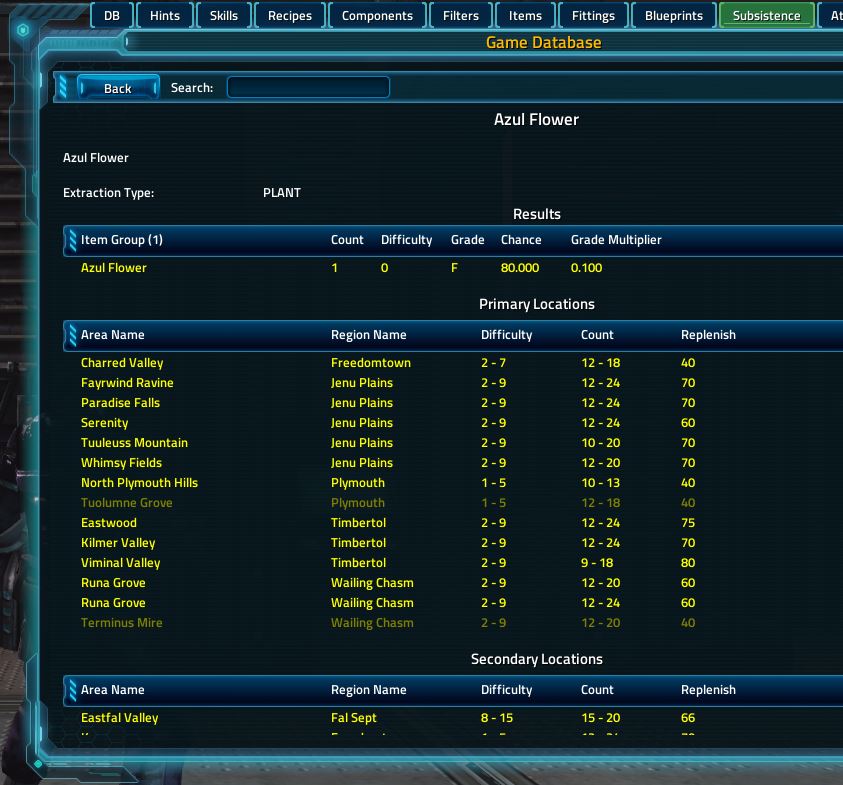 DB Hints Skills Recipes Components Filters Items Fittings Blueprints Subsistence
Game Database
Back Search:
Azul Flower
Azul Flower
Extraction Type: PLANT
Results
Item Group (1) Count Difficulty Grade Chance Grade Multiplier
Azul Flower 1 0 F 80.000 0.100
Primary Locations
Area Name Region Name Difficulty Count Replenish
Charred Valley Freedomtown 2 - 7 12 - 18 40
Fayrwind Ravine Jenu Plains 2 - 9 12 - 24 70
Paradise Falls Jenu Plains 2 - 9 12 - 24 70
Serenity Jenu Plains 2 - 9 12 - 24 60
Tuuleuss Mountain Jenu Plains 2 - 9 10 - 20 70
Whimsy Fields Jenu Plains 2 - 9 12 - 20 70
North Plymouth Hills Plymouth 1 - 5 10 - 13 40
Tuolumne Grove Plymouth 1 - 5 12 - 18 40
Eastwood Timbertol 2 - 9 12 - 24 75
Kilmer Valley Timbertol 2 - 9 12 - 24 70
Viminal Valley Timbertol 2 - 9 9 - 18 80
Runa Grove Wailing Chasm 2 - 9 12 - 20 60
Runa Grove Wailing Chasm 2 - 9 12 - 24 60
Terminus Mire Wailing Chasm 2 - 9 12 - 20 40
Secondary Locations
Area Name Region Name Difficulty Count Replenish
Eastfal Valley Fal Sept 8 - 15 15 - 20 66